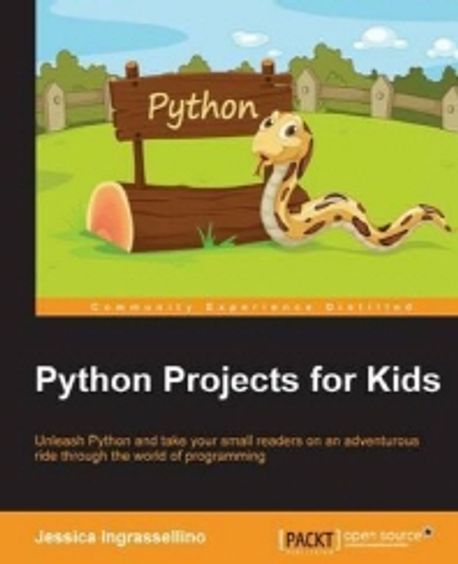 Python
Community Experience Distilled
Python Projects for Kids
Unleash Python and take your small readers on an adventurous
ride through the world of programming
Jessica Ingrassellino
[PACKT] open source*
PUBLISHING